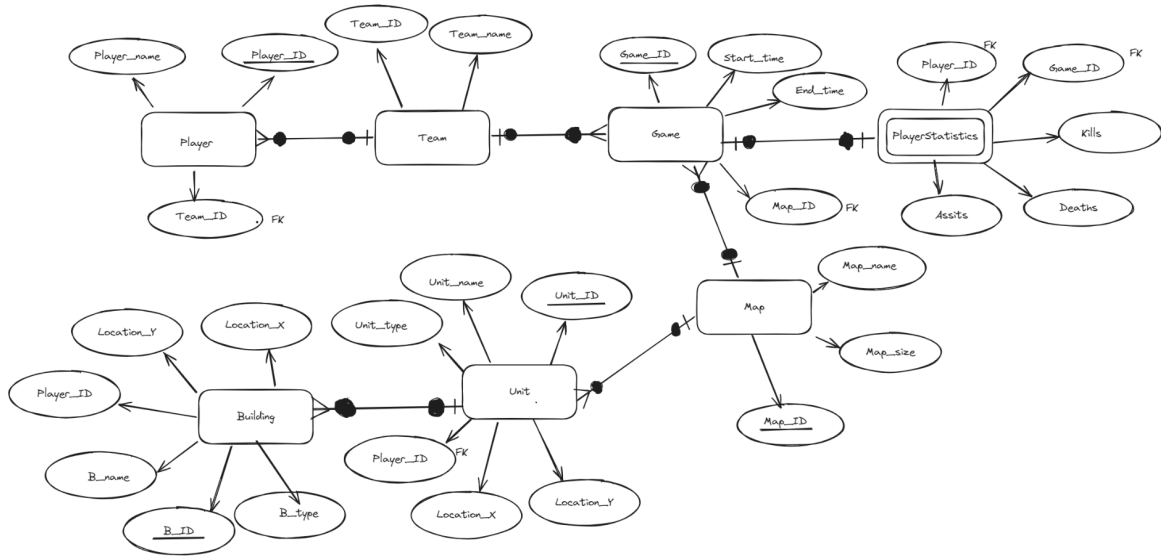 Team_ID
Team_name
Player_name
Player_ID
Player
Team
Team_ID
FK
Game_ID
Start_time
End_time
Game
Map_ID
FK
FK
Player_ID
FK
Game_ID
PlayerStatistics
Kills
Assits
Deaths
Map_name
Map
Map_size
Map_ID
Unit_name
Unit_ID
Unit_type
Unit
Player_ID
FK
Location_X
Location_Y
Location_Y
Location_X
Player_ID
Building
B_name
B_ID
B_type